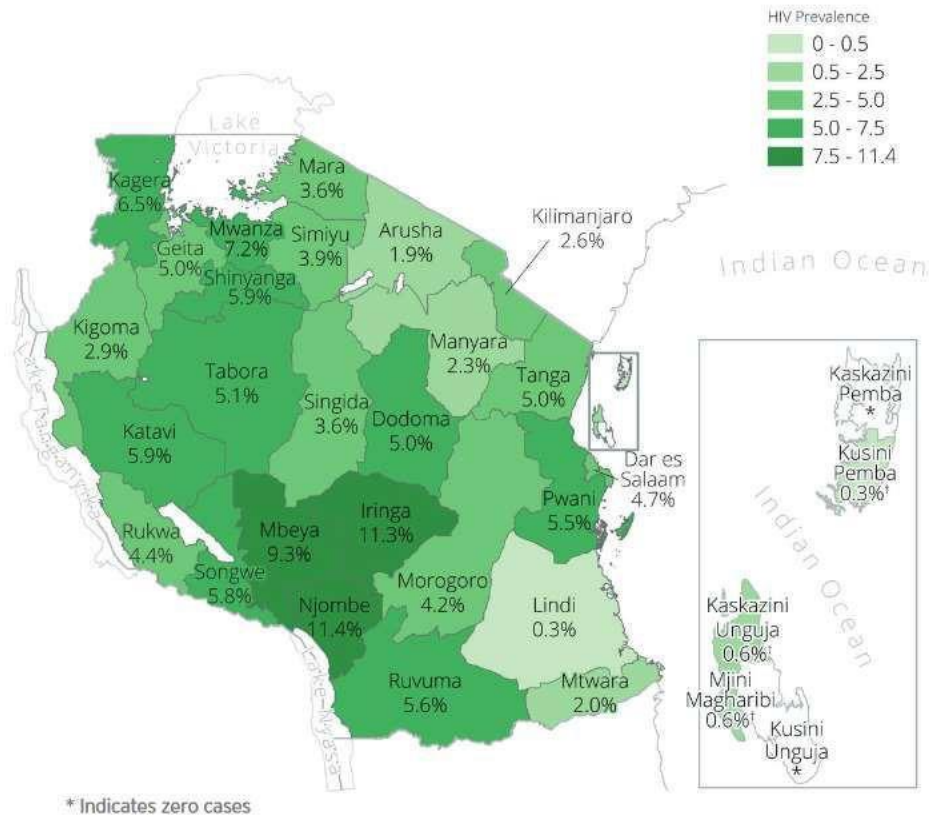 HIV Prevalence
0 - 0.5
0.5 - 2.5
2.5 - 5.0
5.0 - 7.5
7.5 - 11.4
Lake
Victoria
Kagera
6.5%
Mara
3.6%
Mwanza
7.2%
Simiyu
3.9%
Arusha
1.9%
Kilimanjaro
2.6%
Geita
5.0%
Shinyanga
5.9%
Indian Ocean
Kigoma
2.9%
Tabora
5.1%
Singida
3.6%
Manyara
2.3%
Dodoma
5.0%
Tanga
5.0%
Lake Tanganyika
Katavi
5.9%
Dar es
Salaam
4.7%
Pwani
5.5%
Rukwa
4.4%
Mbeya
9.3%
Iringa
11.3%
Songwe
5.8%
Njombe
11.4%
Morogoro
4.2%
Lindi
0.3%
Ruvuma
5.6%
Mtwara
2.0%
Lake Nyasa
Kaskazini
Pemba
*
Kusini
Pemba
0.3%†
Indian Ocean
Kaskazini
Unguja
0.6%†
Mjini
Magharibi
0.6%†
Kusini
Unguja
*
* Indicates zero cases